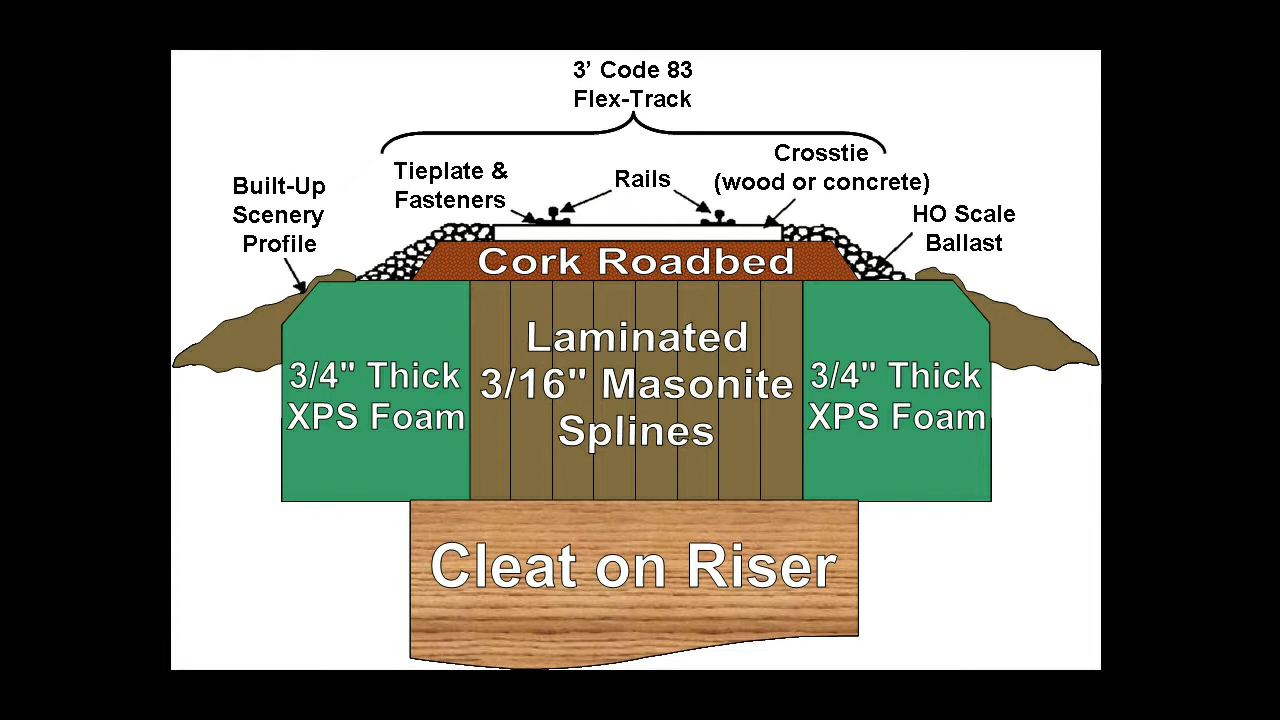 3’ Code 83
Flex-Track
Built-Up
Scenery
Profile
Tieplate &
Fasteners
Rails
Crosstie
(wood or concrete)
HO Scale
Ballast
Cork Roadbed
3/4" Thick
XPS Foam
Laminated
3/16" Masonite
Splines
3/4" Thick
XPS Foam
Cleat on Riser